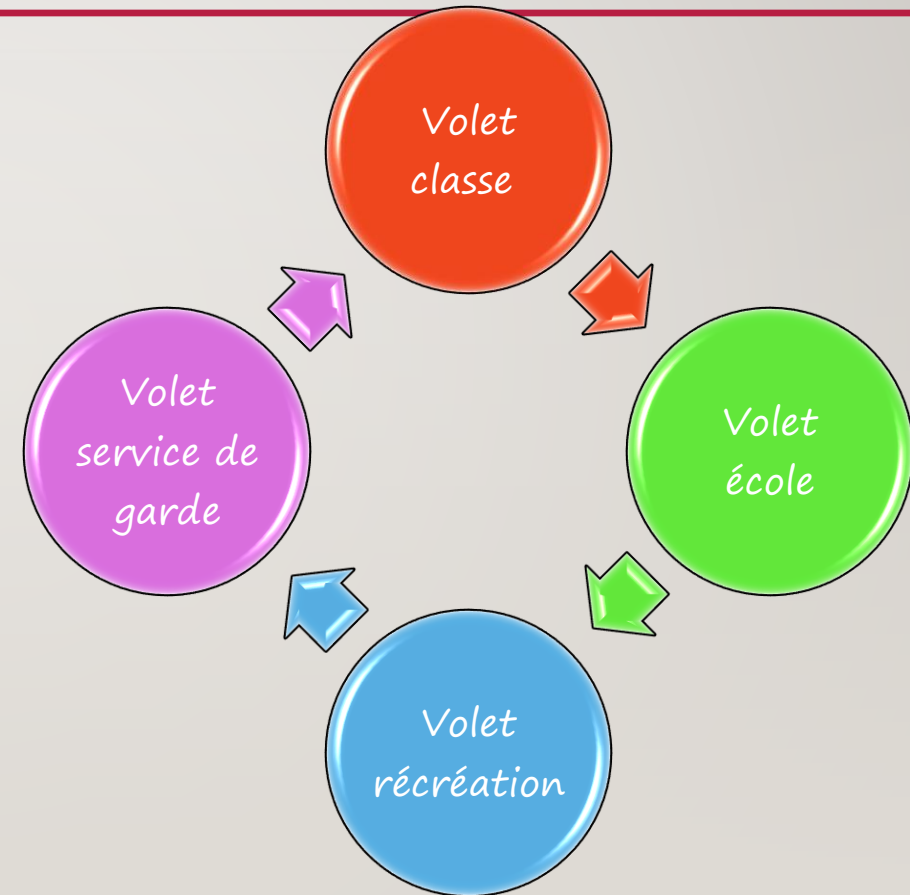 Volet
classe
Volet
école
Volet
récréation
Volet
service de
garde